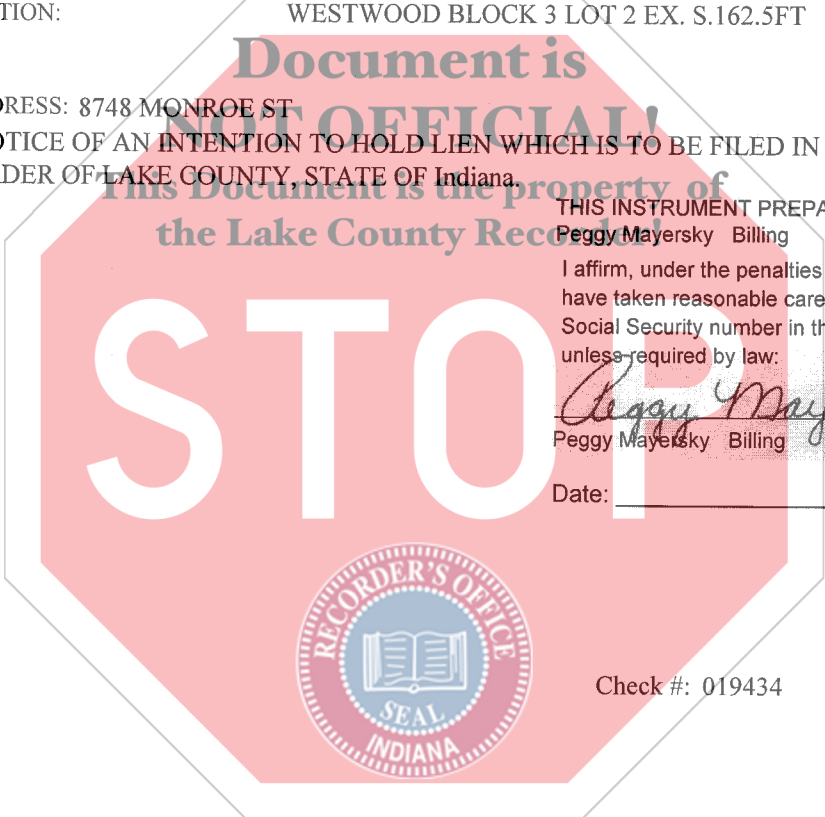 TION: WESTWOOD BLOCK 3 LOT 2 EX. S.162.5FT
Document is
DRESS: 8748 MONROE ST
NOT OFFICIAL!
OTICE OF AN INTENTION TO HOLD LIEN WHICH IS TO BE FILED IN
DER OF LAKE COUNTY, STATE OF Indiana.
This Document is the property of
the Lake County Recorder!
THIS INSTRUMENT PREPA
Peggy Mayersky Billing
I affirm, under the penalties
have taken reasonable care
Social Security number in th
unless required by law:
Peggy May
Peggy Mayersky Billing
Date:
STOP
RECORDER'S OFFICE
SEAL
INDIANA
Check #: 019434